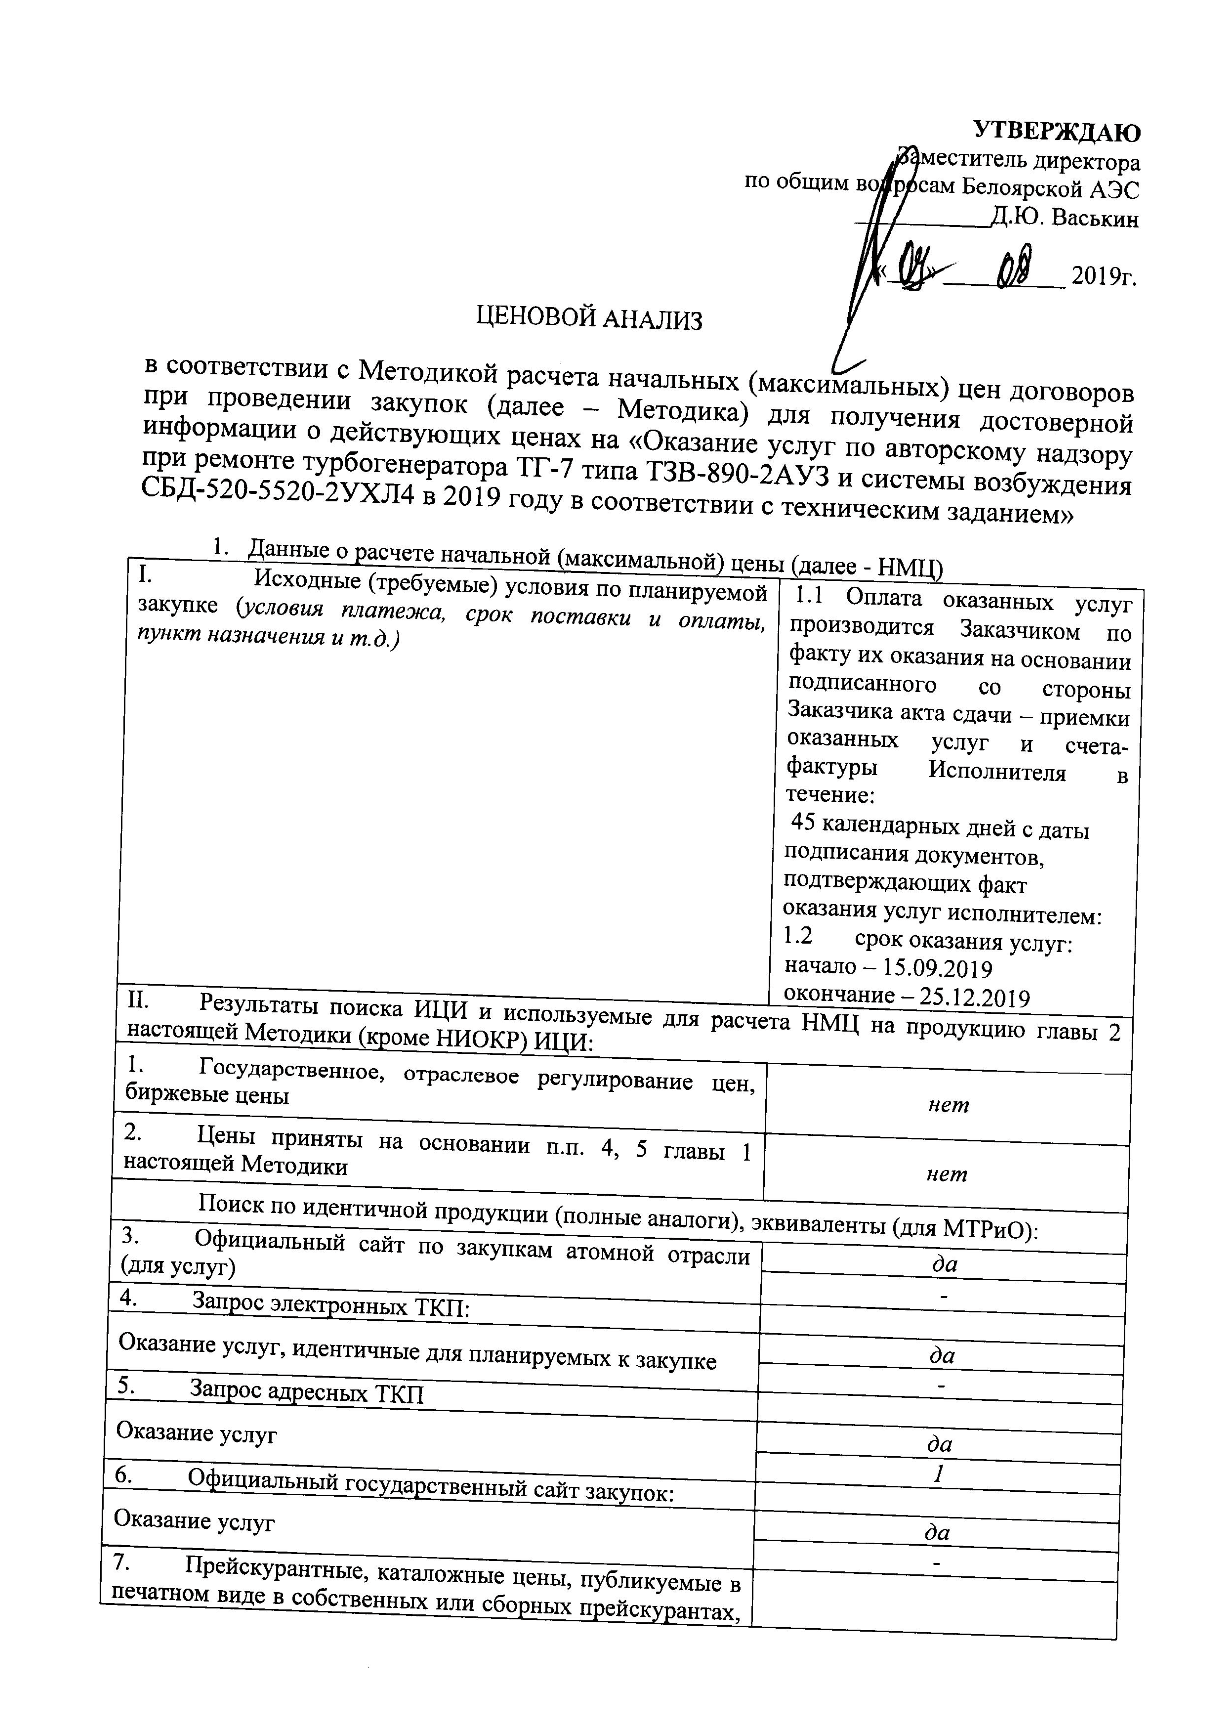 УТВЕРЖДАЮ
Заместитель директора
по общим вопросам Белоярской АЭС
___________Д.Ю. Васькин
«___» __________ 08 2019г.
ЦЕНОВОЙ АНАЛИЗ
в соответствии с Методикой расчета начальных (максимальных) цен договоров
при проведении закупок (далее – Методика) для получения достоверной
информации о действующих ценах на «Оказание услуг по авторскому надзору
при ремонте турбогенератора ТГ-7 типа ТЗВ-890-2АУЗ и системы возбуждения
СБД-520-5520-2УХЛ4 в 2019 году в соответствии с техническим заданием»
1. Данные о расчете начальной (максимальной) цены (далее - НМЦ)
I. Исходные (требуемые) условия по планируемой
закупке (условия платежа, срок поставки и оплаты,
пункт назначения и т.д.)
1.1 Оплата оказанных услуг
производится Заказчиком по
факту их оказания на основании
подписанного со стороны
Заказчика акта сдачи – приемки
оказанных услуг и счета-
фактуры Исполнителя в
течение:
45 календарных дней с даты
подписания документов,
подтверждающих факт
оказания услуг исполнителем:
1.2 срок оказания услуг:
начало – 15.09.2019
окончание – 25.12.2019
II. Результаты поиска ИЦИ и используемые для расчета НМЦ на продукцию главы 2
настоящей Методики (кроме НИОКР) ИЦИ:
1. Государственное, отраслевое регулирование цен,
биржевые цены
нет
2. Цены приняты на основании п.п. 4, 5 главы 1
настоящей Методики
нет
Поиск по идентичной продукции (полные аналоги), эквиваленты (для МТРиО):
3. Официальный сайт по закупкам атомной отрасли
(для услуг)
да
-
4. Запрос электронных ТКП:
Оказание услуг, идентичные для планируемых к закупке
да
-
5. Запрос адресных ТКП
Оказание услуг
да
1
6. Официальный государственный сайт закупок:
Оказание услуг
да
-
7. Прейскурантные, каталожные цены, публикуемые в
печатном виде в собственных или сборных прейскурантах,